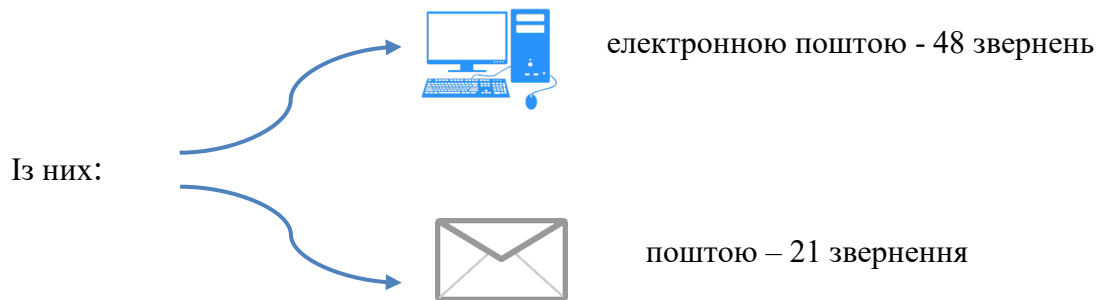 електронною поштою - 48 звернень
Із них:
поштою – 21 звернення